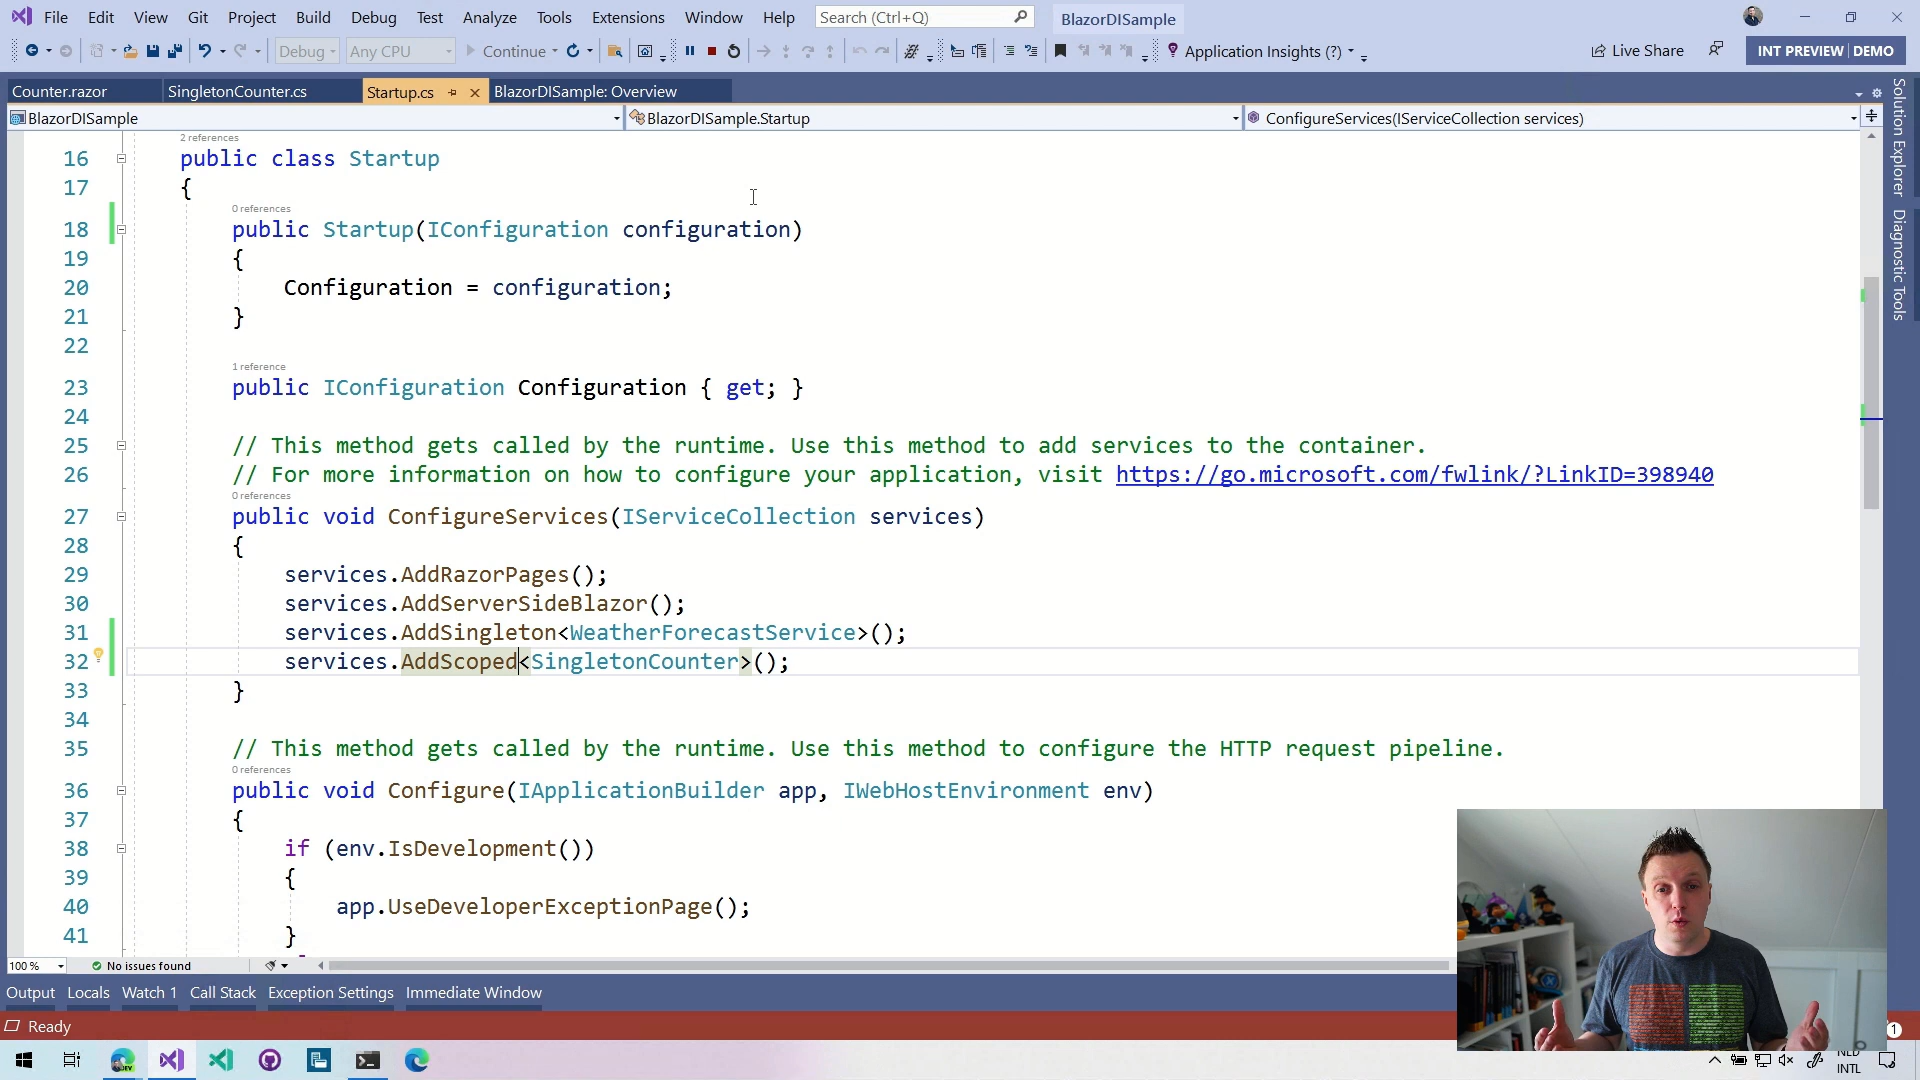 File Edit View Git Project Build Debug Test Analyze Tools Extensions Window Help Search (Ctrl+Q) BlazorDISample
Debug Any CPU Continue Application Insights (?) Live Share INT PREVIEW DEMO
Counter.razor SingletonCounter.cs Startup.cs BlazorDISample: Overview
BlazorDISample BlazorDISample.Startup ConfigureServices(IServiceCollection services)
Solution Explorer
Diagnostic Tools
2 references
16 public class Startup
17 {
0 references
18 public Startup(IConfiguration configuration)
19 {
20 Configuration = configuration;
21 }
22
1 reference
23 public IConfiguration Configuration { get; }
24
25 // This method gets called by the runtime. Use this method to add services to the container.
26 // For more information on how to configure your application, visit https://go.microsoft.com/fwlink/?LinkID=398940
0 references
27 public void ConfigureServices(IServiceCollection services)
28 {
29 services.AddRazorPages();
30 services.AddServerSideBlazor();
31 services.AddSingleton<WeatherForecastService>();
32 services.AddScoped<SingletonCounter>();
33 }
34
35 // This method gets called by the runtime. Use this method to configure the HTTP request pipeline.
0 references
36 public void Configure(IApplicationBuilder app, IWebHostEnvironment env)
37 {
38 if (env.IsDevelopment())
39 {
40 app.UseDeveloperExceptionPage();
41 }
100 % No issues found
Output Locals Watch 1 Call Stack Exception Settings Immediate Window
Ready 1
NLD
INTL